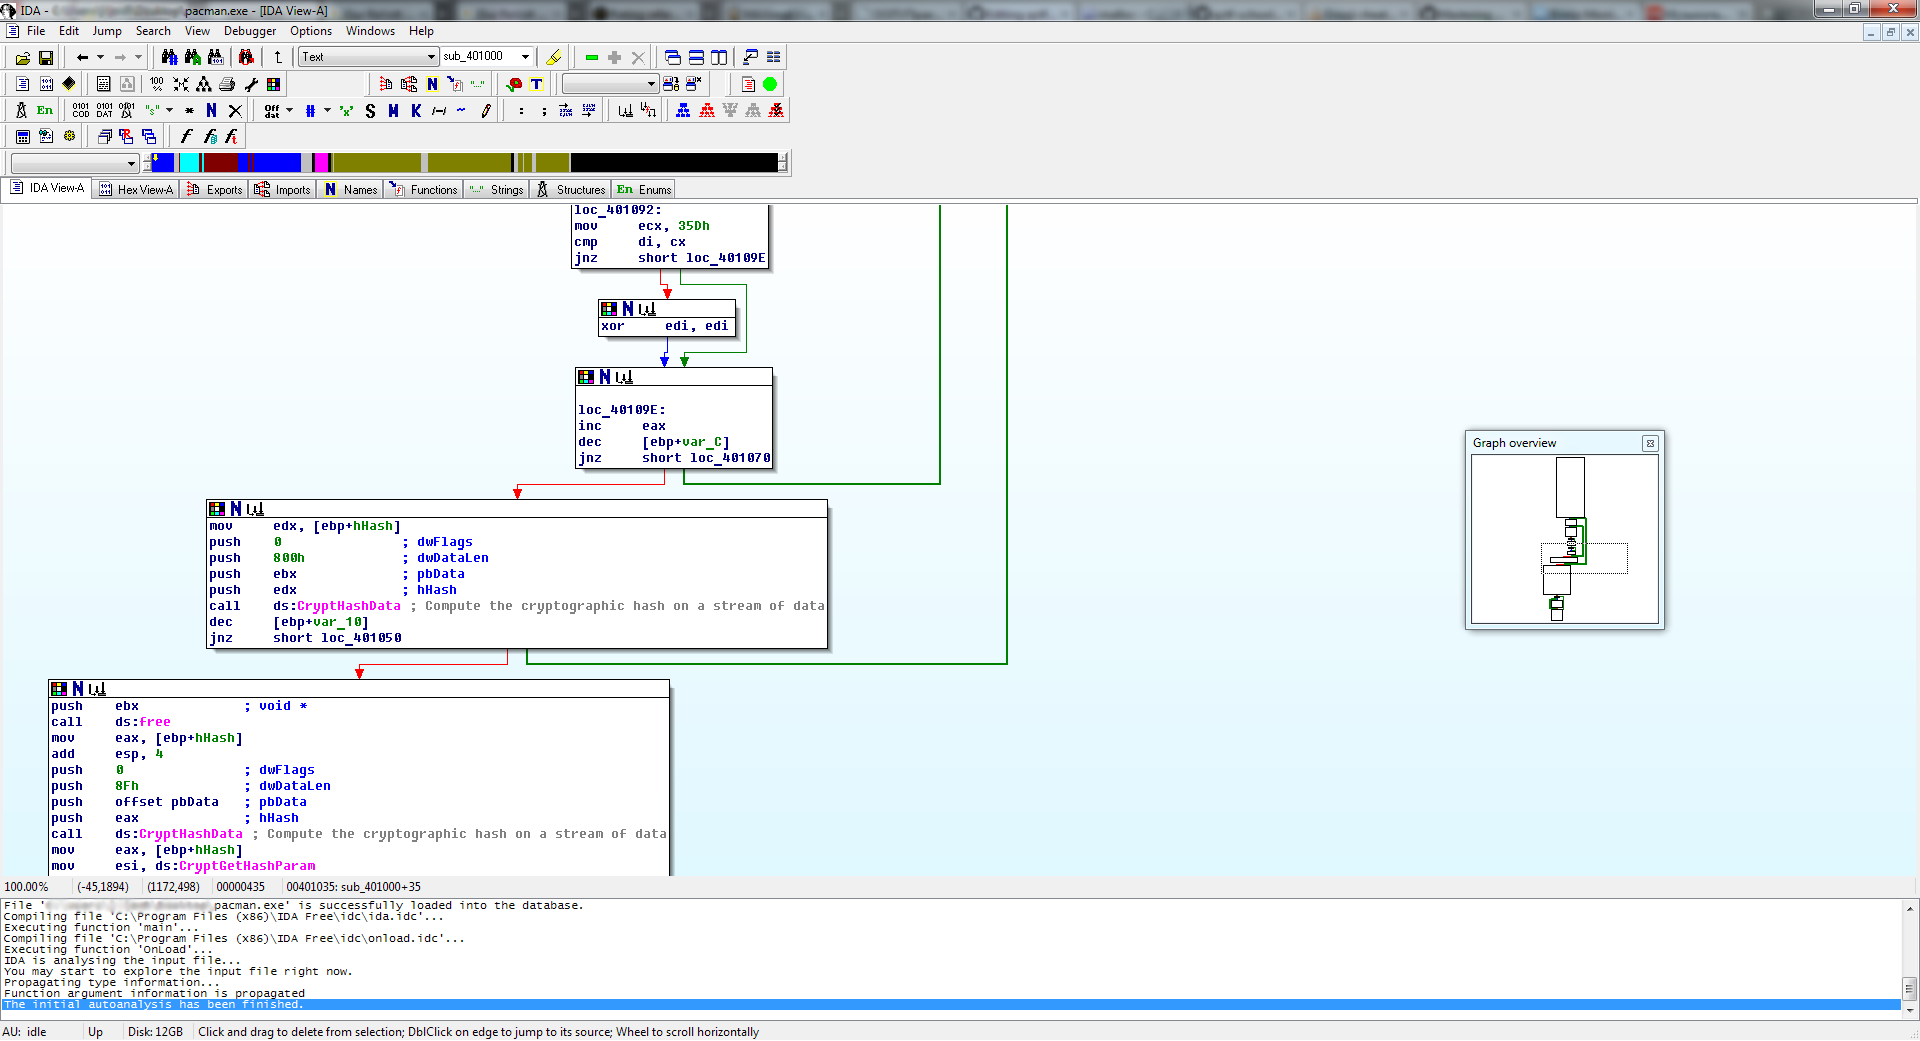 IDA - pacman.exe - [IDA View-A]
File Edit Jump Search View Debugger Options Windows Help
Text sub_401000
IDA View-A Hex View-A Exports Imports Names Functions Strings Structures En Enums
loc_401092:
mov ecx, 35Dh
cmp di, cx
jnz short loc_40109E
xor edi, edi
loc_40109E:
inc eax
dec [ebp+var_C]
jnz short loc_401070
mov edx, [ebp+hHash]
push 0 ; dwFlags
push 800h ; dwDataLen
push ebx ; pbData
push edx ; hHash
call ds:CryptHashData ; Compute the cryptographic hash on a stream of data
dec [ebp+var_10]
jnz short loc_401050
push ebx ; void *
call ds:free
mov eax, [ebp+hHash]
add esp, 4
push 0 ; dwFlags
push 8Fh ; dwDataLen
push offset pbData ; pbData
push eax ; hHash
call ds:CryptHashData ; Compute the cryptographic hash on a stream of data
mov eax, [ebp+hHash]
mov esi, ds:CryptGetHashParam
Graph overview
100.00% (-45,1894) (1172,498) 00000435 00401035: sub_401000+35
File ' pacman.exe' is successfully loaded into the database.
Compiling file 'C:\Program Files (x86)\IDA Free\idc\ida.idc'...
Executing function 'main'...
Compiling file 'C:\Program Files (x86)\IDA Free\idc\onload.idc'...
Executing function 'OnLoad'...
IDA is analysing the input file...
You may start to explore the input file right now.
Propagating type information...
Function argument information is propagated
The initial autoanalysis has been finished.
AU: idle Up Disk: 12GB Click and drag to delete from selection; DblClick on edge to jump to its source; Wheel to scroll horizontally